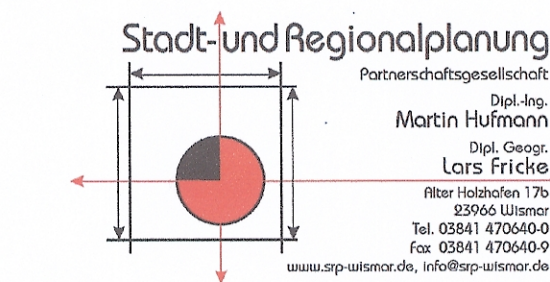 Stadt- und Regionalplanung
Partnerschaftsgesellschaft
Dipl.-Ing.
Martin Hufmann
Dipl. Geogr.
Lars Fricke
Alter Holzhafen 17b
23966 Wismar
Tel. 03841 470640-0
Fax 03841 470640-9
www.srp-wismar.de, info@srp-wismar.de